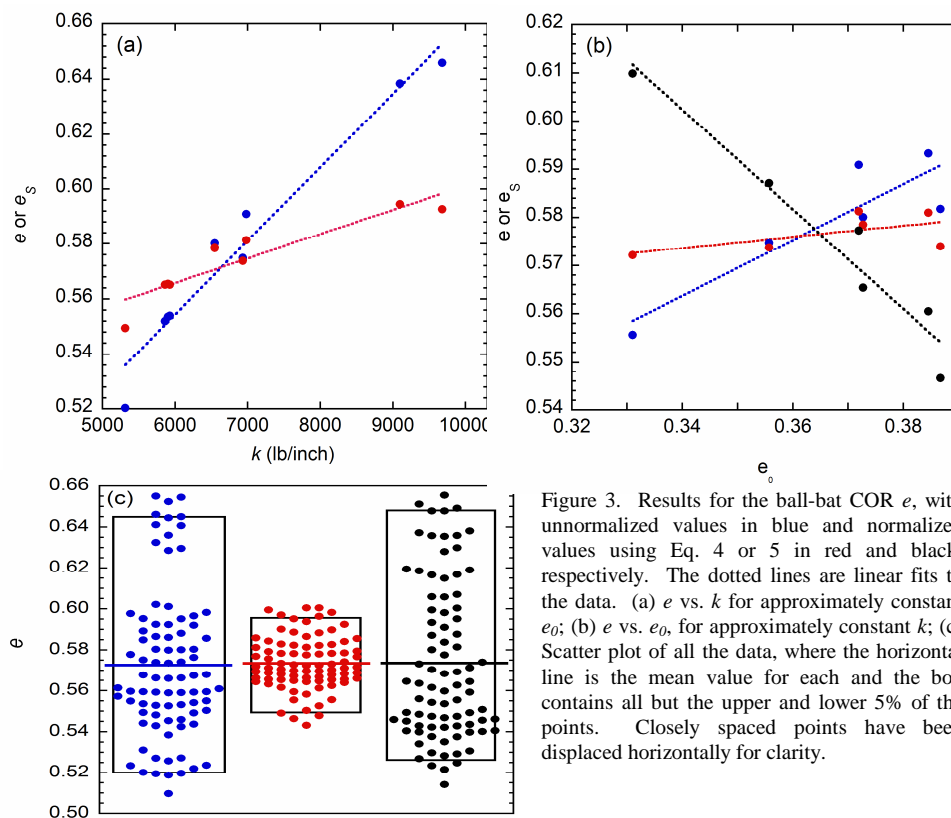 0.66
(a)
0.64
0.62
0.60
0.58
0.56
0.54
0.52
e or e_S
5000 6000 7000 8000 9000 10000
k (lb/inch)
0.62
(b)
0.61
0.60
0.59
0.58
0.57
0.56
0.55
0.54
e or e_S
0.32 0.34 0.36 0.38
e_0
0.66
(c)
0.64
0.62
0.60
0.58
0.56
0.54
0.52
0.50
e
Figure 3. Results for the ball-bat COR e, wit
unnormalized values in blue and normalize
values using Eq. 4 or 5 in red and black
respectively. The dotted lines are linear fits t
the data. (a) e vs. k for approximately constan
e0; (b) e vs. e0, for approximately constant k; (c
Scatter plot of all the data, where the horizonta
line is the mean value for each and the bo
contains all but the upper and lower 5% of th
points. Closely spaced points have bee
displaced horizontally for clarity.